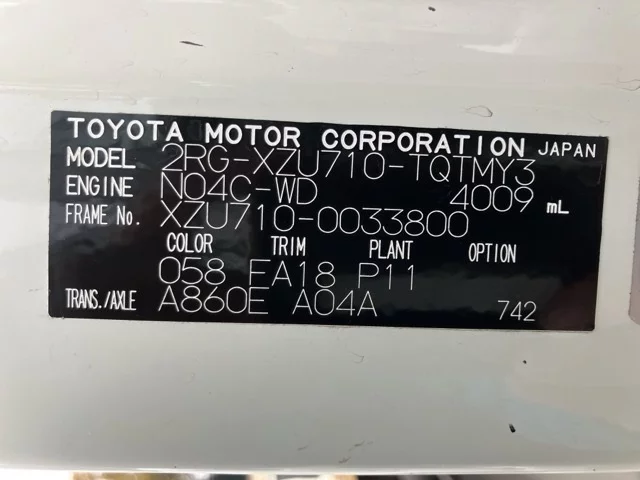 TOYOTA MOTOR CORPORATION JAPAN
MODEL 2RG-XZU710-TQTMY3
ENGINE N04C-WD 4009 mL
FRAME No. XZU710-0033800
COLOR TRIM PLANT OPTION
058 FA18 P11
TRANS./AXLE A860E A04A 742